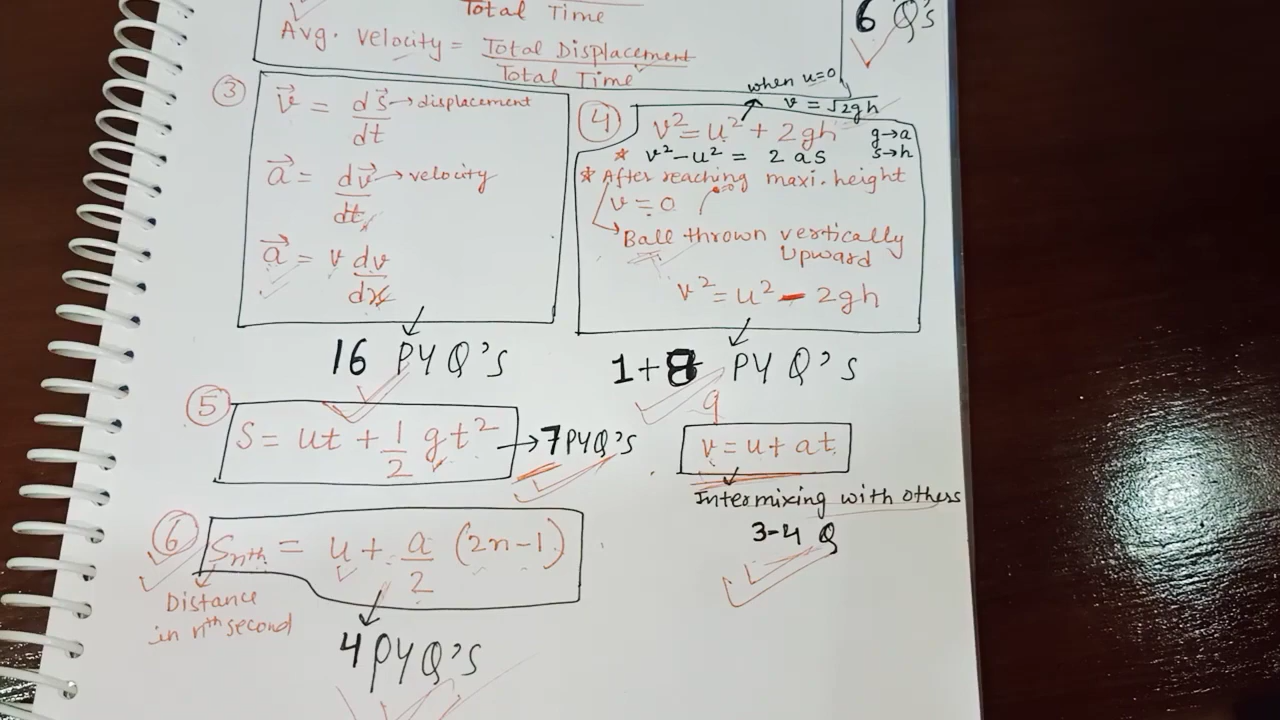 Total Time
Avg. Velocity = Total Displacement
Total Time
6 Q's
③
v⃗ = ds⃗ → displacement
dt
a⃗ = dv⃗ → velocity
dt
a⃗ = v dv
dx
16 PYQ'S
④
when u=0
v = √2gh
v² = u² + 2gh
g→a
s→h
* v² - u² = 2as
* After reaching maxi. height
v = 0
v=0
→ Ball thrown vertically
Upward
v² = u² - 2gh
1+8 PYQ'S
⑤
S = ut + 1/2 gt² → 7 PYQ'S
9
v = u + at
Intermixing with others
3-4 Q
⑥
Snth = u + a/2 (2n-1)
Distance
in nth second
4 PYQ'S